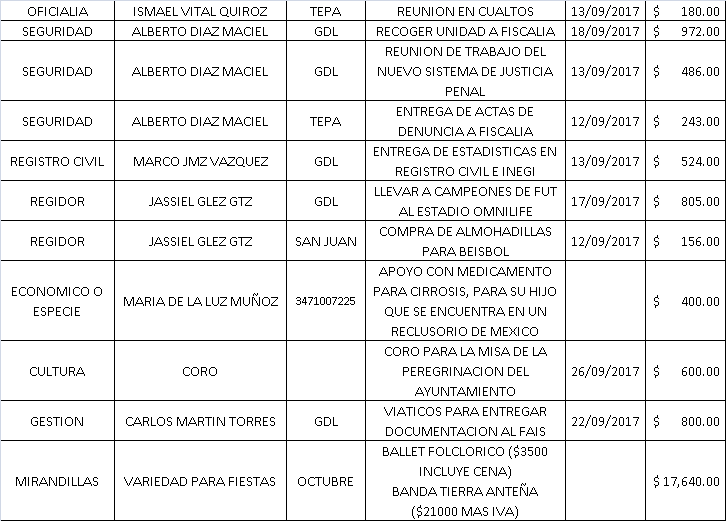 OFICIALIA ISMAEL VITAL QUIROZ TEPA REUNION EN CUALTOS 13/09/2017 $ 180.00
SEGURIDAD ALBERTO DIAZ MACIEL GDL RECOGER UNIDAD A FISCALIA 18/09/2017 $ 972.00
REUNION DE TRABAJO DEL
SEGURIDAD ALBERTO DIAZ MACIEL GDL NUEVO SISTEMA DE JUSTICIA 13/09/2017 $ 486.00
PENAL
ENTREGA DE ACTAS DE
SEGURIDAD ALBERTO DIAZ MACIEL TEPA DENUNCIA A FISCALIA 12/09/2017 $ 243.00
ENTREGA DE ESTADISTICAS EN
REGISTRO CIVIL MARCO JMZ VAZQUEZ GDL REGISTRO CIVIL E INEGI 13/09/2017 $ 524.00
LLEVAR A CAMPEONES DE FUT
REGIDOR JASSIEL GLEZ GTZ GDL AL ESTADIO OMNILIFE 17/09/2017 $ 805.00
COMPRA DE ALMOHADILLAS
REGIDOR JASSIEL GLEZ GTZ SAN JUAN PARA BEISBOL 12/09/2017 $ 156.00
APOYO CON MEDICAMENTO
ECONOMICO O PARA CIRROSIS, PARA SU HIJO
ESPECIE MARIA DE LA LUZ MUÑOZ 3471007225 QUE SE ENCUENTRA EN UN $ 400.00
RECLUSORIO DE MEXICO
CORO PARA LA MISA DE LA
CULTURA CORO PEREGRINACION DEL 26/09/2017 $ 600.00
AYUNTAMIENTO
VIATICOS PARA ENTREGAR
GESTION CARLOS MARTIN TORRES GDL DOCUMENTACION AL FAIS 22/09/2017 $ 800.00
BALLET FOLCLORICO ($3500
INCLUYE CENA)
MIRANDILLAS VARIEDAD PARA FIESTAS OCTUBRE BANDA TIERRA ANTEÑA $ 17,640.00
($21000 MAS IVA)